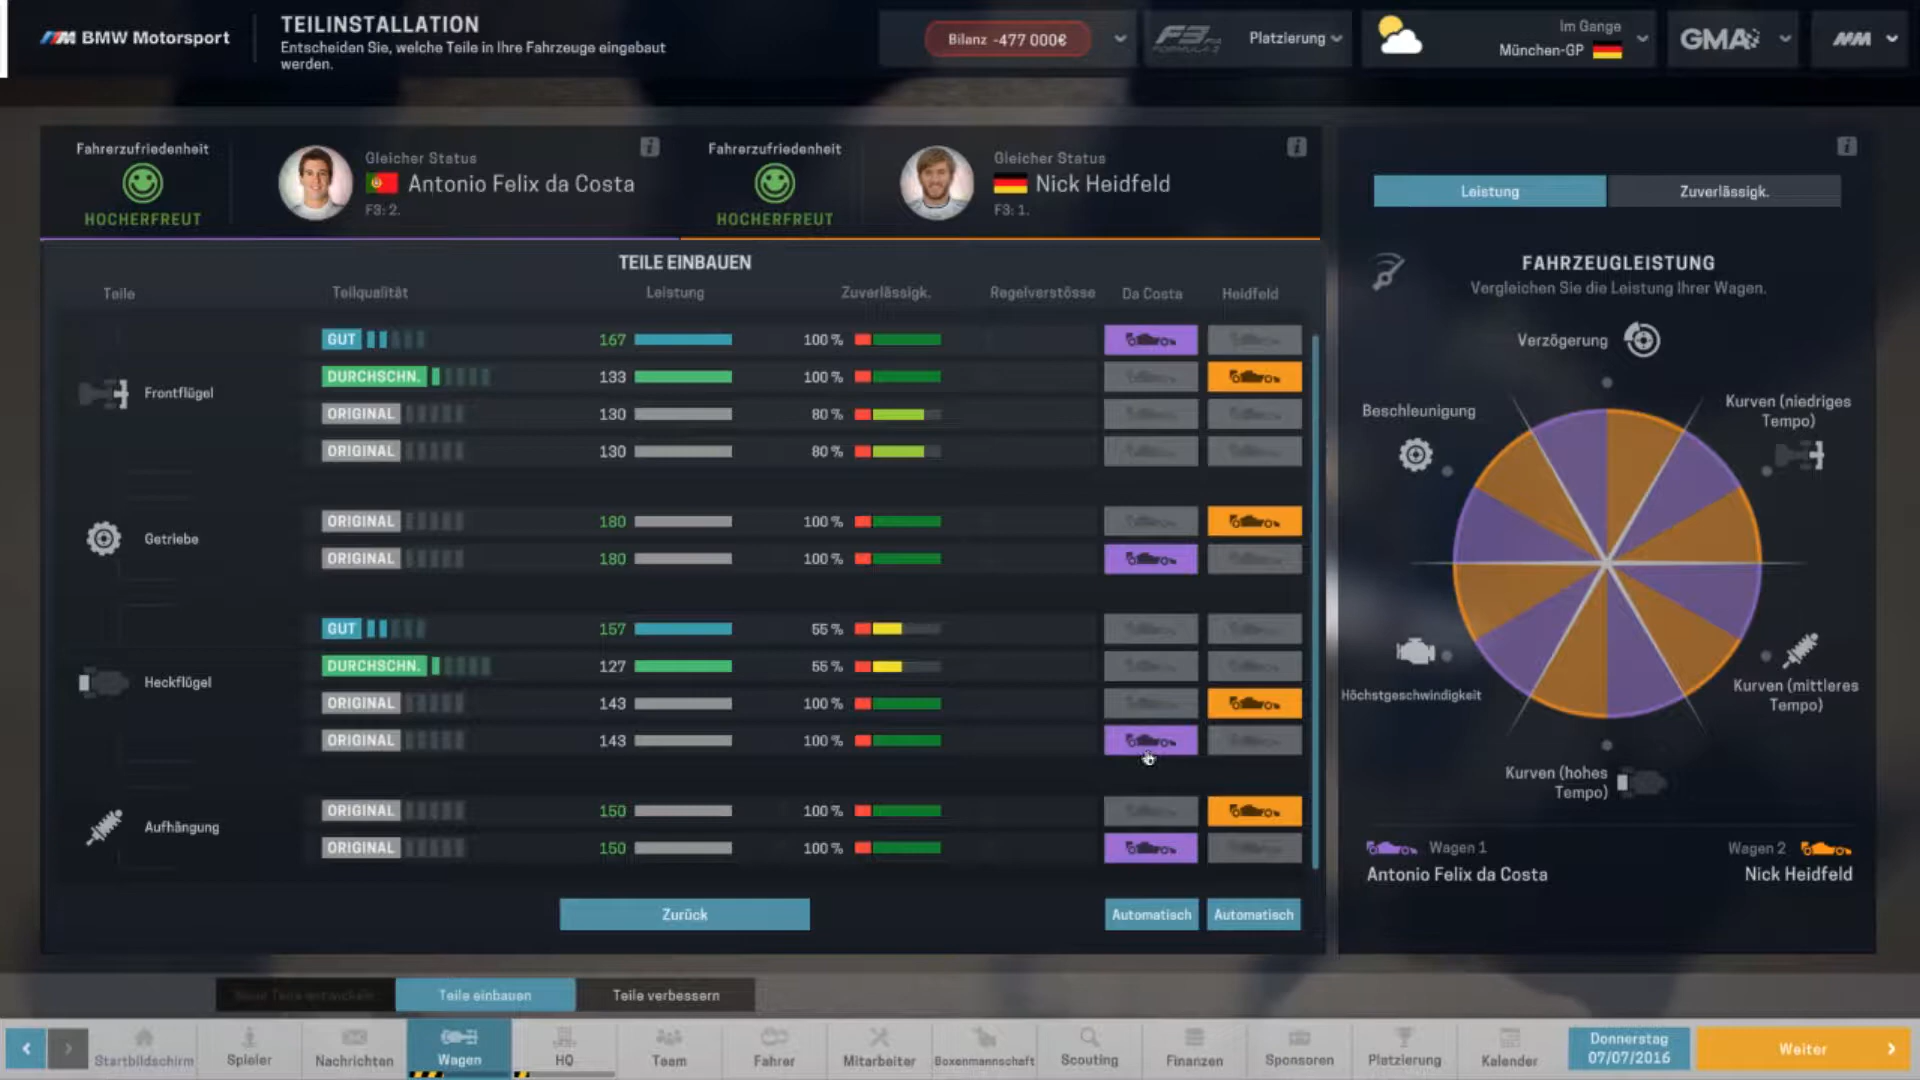 BMW Motorsport
TEILINSTALLATION
Entscheiden Sie, welche Teile in Ihre Fahrzeuge eingebaut
werden.
Bilanz -477 000€
F3 FIA
Platzierung
Im Gange
München-GP
GMA
MM
Fahrerzufriedenheit
HOCHERFREUT
Gleicher Status
Antonio Felix da Costa
F3: 2.
i
Fahrerzufriedenheit
HOCHERFREUT
Gleicher Status
Nick Heidfeld
F3: 1.
i
TEILE EINBAUEN
Teile Teilqualität Leistung Zuverlässigk. Regelverstösse Da Costa Heidfeld
Frontflügel
GUT 167 100 %
DURCHSCHN. 133 100 %
ORIGINAL 130 80 %
ORIGINAL 130 80 %
Getriebe
ORIGINAL 180 100 %
ORIGINAL 180 100 %
Heckflügel
GUT 157 55 %
DURCHSCHN. 127 55 %
ORIGINAL 143 100 %
ORIGINAL 143 100 %
Aufhängung
ORIGINAL 150 100 %
ORIGINAL 150 100 %
Zurück
Automatisch Automatisch
i
Leistung Zuverlässigk.
FAHRZEUGLEISTUNG
Vergleichen Sie die Leistung Ihrer Wagen.
Verzögerung
Beschleunigung
Kurven (niedriges
Tempo)
Höchstgeschwindigkeit
Kurven (mittleres
Tempo)
Kurven (hohes
Tempo)
Wagen 1
Antonio Felix da Costa
Wagen 2
Nick Heidfeld
Teile einbauen Teile verbessern
Startbildschirm Spieler Nachrichten Wagen HQ Team Fahrer Mitarbeiter Boxenmannschaft Scouting Finanzen Sponsoren Platzierung Kalender
Donnerstag
07/07/2016
Weiter